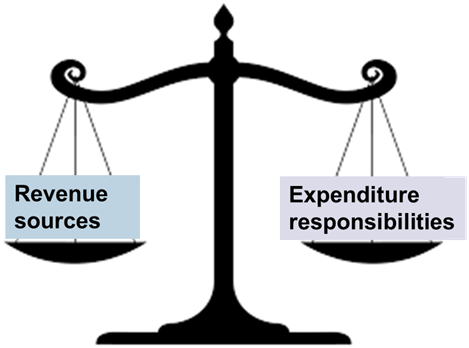 Revenue
sources
Expenditure
responsibilities